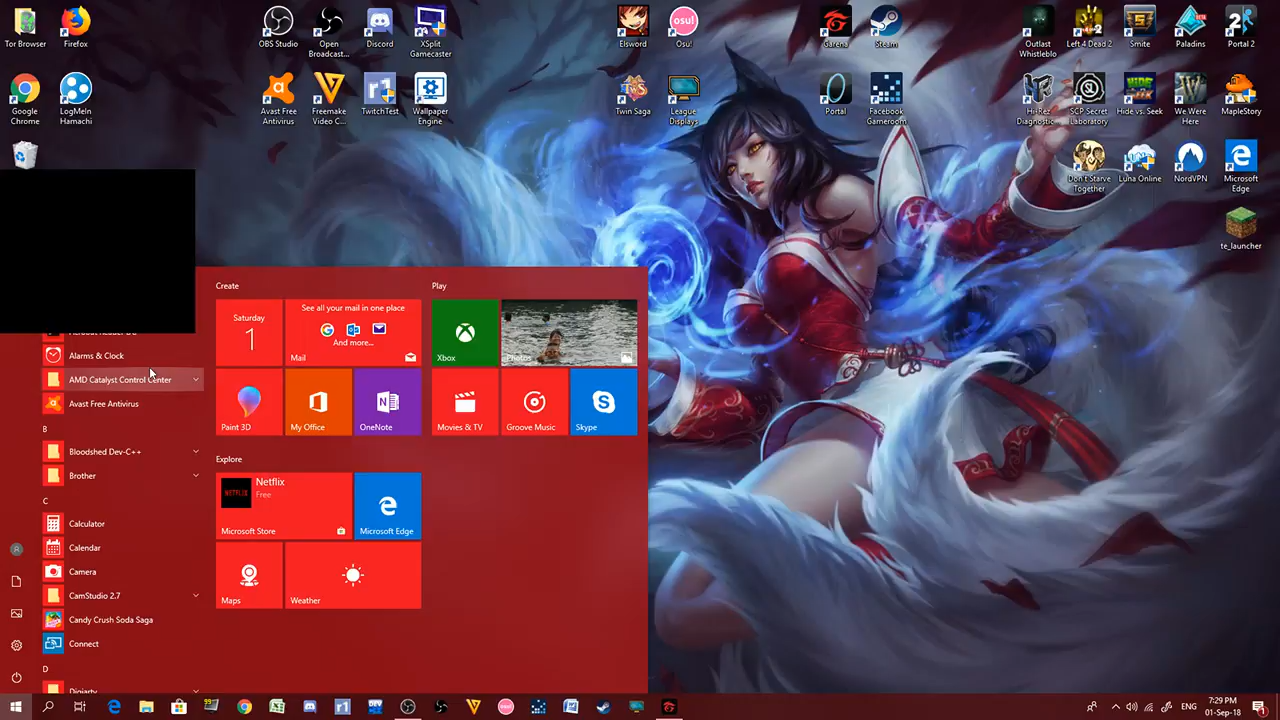 Tor Browser
Firefox
OBS Studio
Open
Broadcast...
Discord
XSplit
Gamecaster
Elsword
Osu!
Garena
Steam
Outlast
Whistleblo
Left 4 Dead 2
Smite
Paladins
Portal 2
Google
Chrome
LogMeIn
Hamachi
Avast Free
Antivirus
Freemake
Video C...
TwitchTest
Wallpaper
Engine
Twin Saga
League
Displays
Portal
Facebook
Gameroom
Hi-Rez
Diagnostic...
SCP Secret
Laboratory
Hide vs. Seek
We Were
Here
MapleStory
Don't Starve
Together
Luna Online
NordVPN
Microsoft
Edge
te_launcher
Alarms & Clock
AMD Catalyst Control Center
Avast Free Antivirus
B
Bloodshed Dev-C++
Brother
C
Calculator
Calendar
Camera
CamStudio 2.7
Candy Crush Soda Saga
Connect
D
Digiarty
Create
Saturday
1
See all your mail in one place
And more...
Mail
Paint 3D
My Office
OneNote
Play
Xbox
Photos
Movies & TV
Groove Music
Skype
Explore
NETFLIX
Netflix
Free
Microsoft Store
Microsoft Edge
Maps
Weather
7:29 PM
01-Sep-18